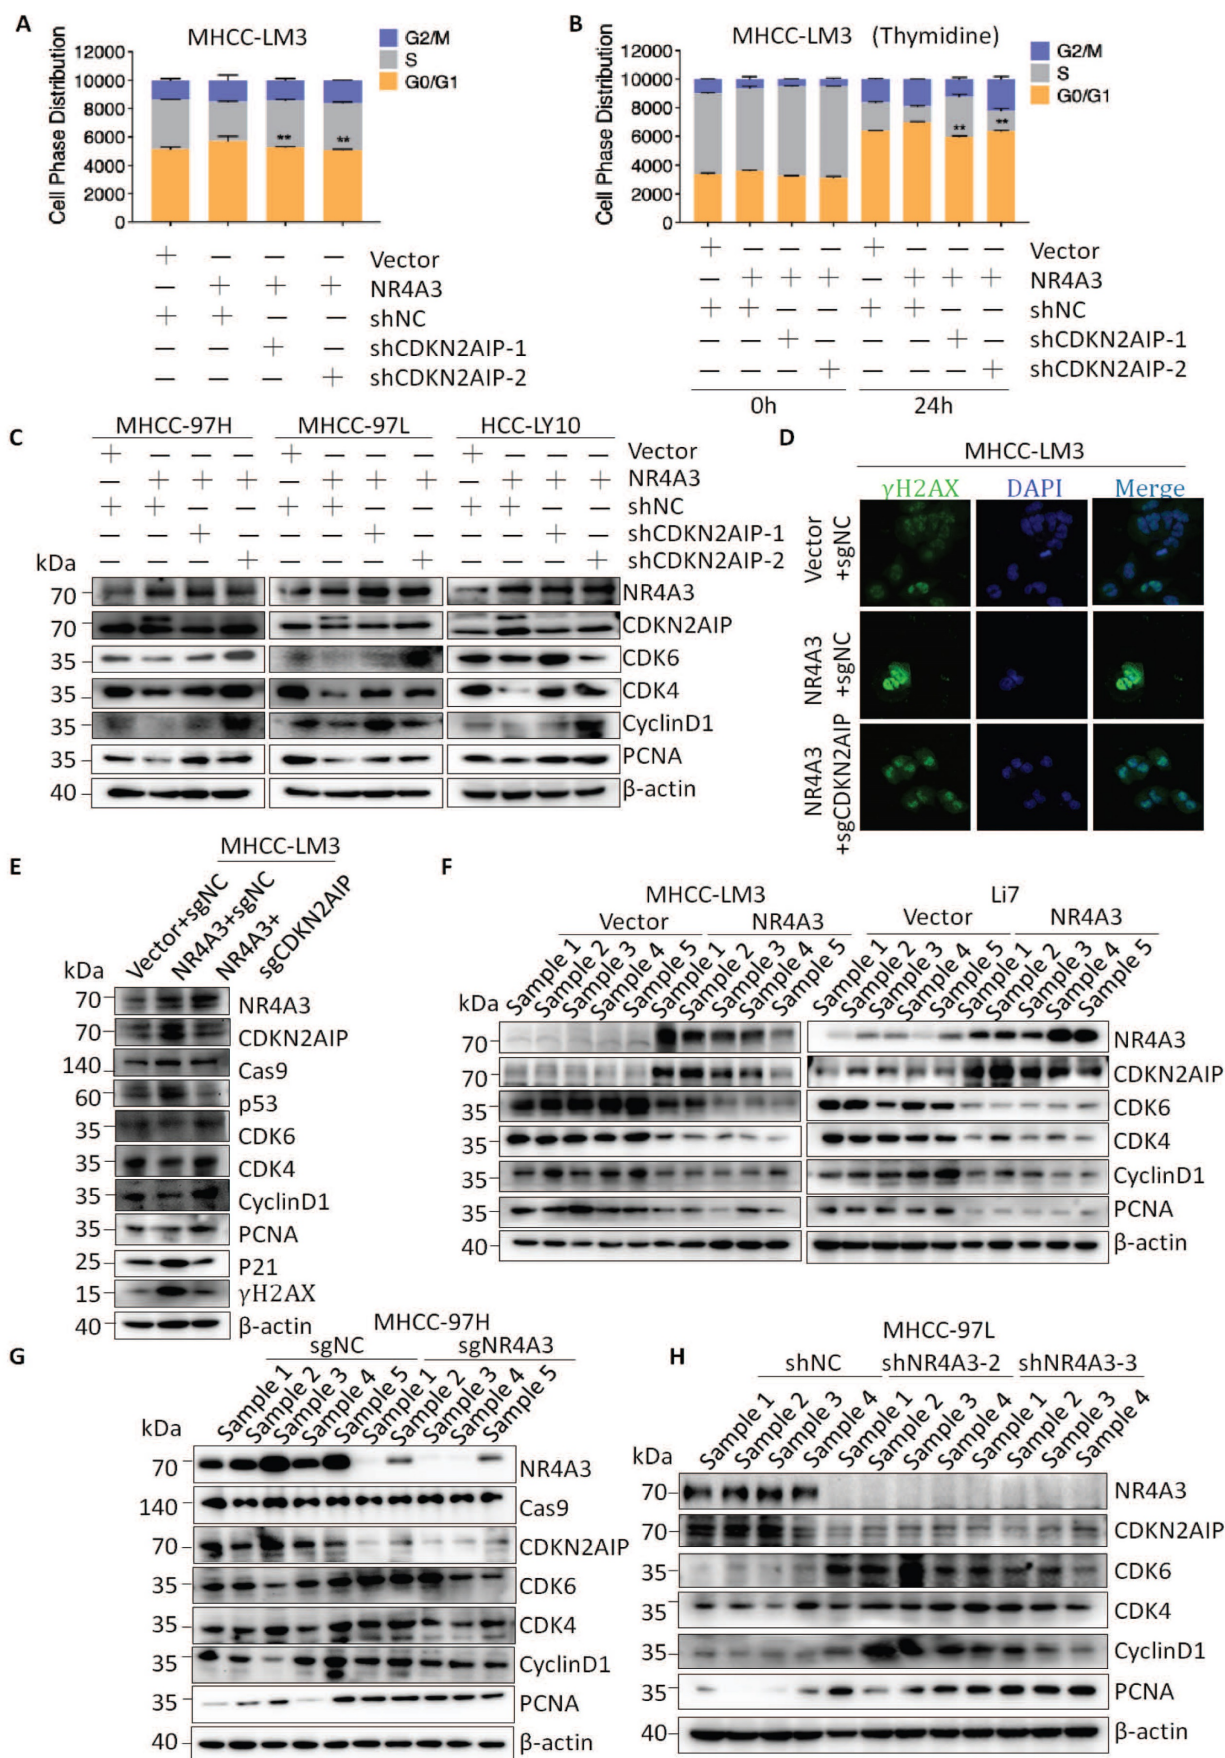 A
MHCC-LM3
G2/M
S
G0/G1
Cell Phase Distribution
12000
10000
8000
6000
4000
2000
0
** **
+ — — — Vector
— + + + NR4A3
+ + — — shNC
— — + — shCDKN2AIP-1
— — — + shCDKN2AIP-2
B
MHCC-LM3 (Thymidine)
G2/M
S
G0/G1
Cell Phase Distribution
12000
10000
8000
6000
4000
2000
0
** **
+ — — — + — — — Vector
— + + + — + + + NR4A3
+ + — — + + — — shNC
— — + — — — + — shCDKN2AIP-1
— — — + — — — + shCDKN2AIP-2
0h 24h
C
MHCC-97H MHCC-97L HCC-LY10
+ — — — + — — — + — — — Vector
— + + + — + + + — + + + NR4A3
+ + — — + + — — + + — — shNC
— — + — — — + — — — + — shCDKN2AIP-1
— — — + — — — + — — — + shCDKN2AIP-2
kDa
70 NR4A3
70 CDKN2AIP
35 CDK6
35 CDK4
35 CyclinD1
35 PCNA
40 β-actin
D
MHCC-LM3
γH2AX DAPI Merge
Vector
+sgNC
NR4A3
+sgNC
NR4A3
+sgCDKN2AIP
E
MHCC-LM3
Vector+sgNC
NR4A3+sgNC
NR4A3+
sgCDKN2AIP
kDa
70 NR4A3
70 CDKN2AIP
140 Cas9
60 p53
35 CDK6
35 CDK4
35 CyclinD1
35 PCNA
25 P21
15 γH2AX
40 β-actin
F
MHCC-LM3 Li7
Vector NR4A3 Vector NR4A3
Sample 1 Sample 2 Sample 3 Sample 4 Sample 5 Sample 1 Sample 2 Sample 3 Sample 4 Sample 5 Sample 1 Sample 2 Sample 3 Sample 4 Sample 5 Sample 1 Sample 2 Sample 3 Sample 4 Sample 5
kDa
70 70 NR4A3
70 70 CDKN2AIP
35 35 CDK6
35 35 CDK4
35 35 CyclinD1
35 35 PCNA
40 40 β-actin
G
MHCC-97H
sgNC sgNR4A3
Sample 1 Sample 2 Sample 3 Sample 4 Sample 5 Sample 1 Sample 2 Sample 3 Sample 4 Sample 5
kDa
70 NR4A3
140 Cas9
70 CDKN2AIP
35 CDK6
35 CDK4
35 CyclinD1
35 PCNA
40 β-actin
H
MHCC-97L
shNC shNR4A3-2 shNR4A3-3
Sample 1 Sample 2 Sample 3 Sample 4 Sample 1 Sample 2 Sample 3 Sample 4 Sample 1 Sample 2 Sample 3 Sample 4
kDa
70 NR4A3
70 CDKN2AIP
35 CDK6
35 CDK4
35 CyclinD1
35 PCNA
40 β-actin